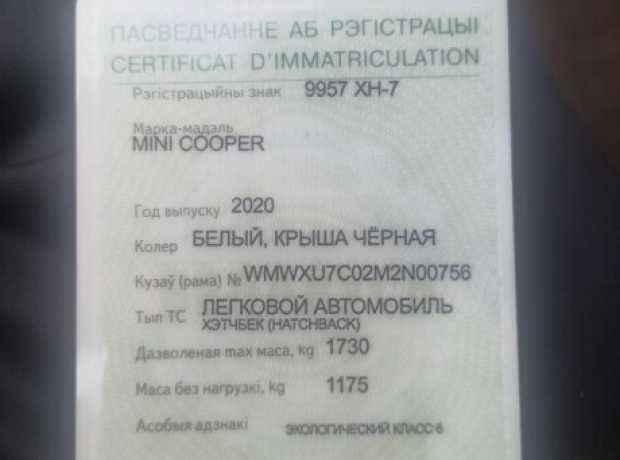 ПАСВЕДЧАННЕ АБ РЭГІСТРАЦЫІ
CERTIFICAT D'IMMATRICULATION
Рэгістрацыйны знак 9957 XH-7
Марка-мадэль
MINI COOPER
Год выпуску 2020
Колер БЕЛЫЙ, КРЫША ЧЁРНАЯ
Кузаў (рама) № WMWXU7C02M2N00756
Тып ТС ЛЕГКОВОЙ АВТОМОБИЛЬ
ХЭТЧБЕК (HATCHBACK)
Дазволеная max маса, kg 1730
Маса без нагрузкі, kg 1175
Асобыя адзнакі ЭКОЛОГИЧЕСКИЙ КЛАСС 6